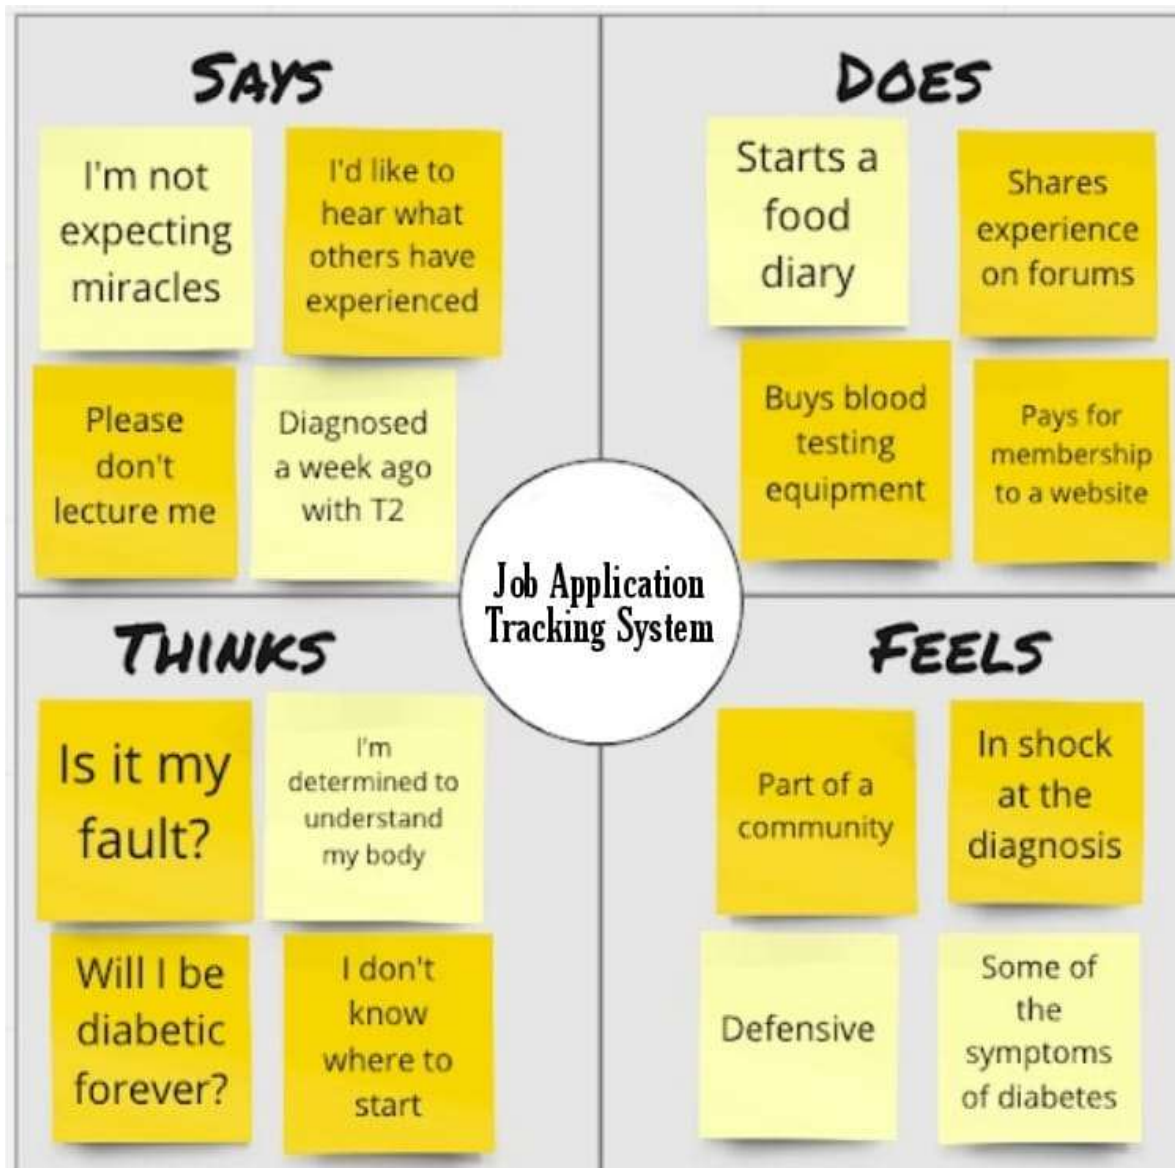 SAYS
I'm not
expecting
miracles
I'd like to
hear what
others have
experienced
Please
don't
lecture me
Diagnosed
a week ago
with T2
DOES
Starts a
food
diary
Shares
experience
on forums
Buys blood
testing
equipment
Pays for
membership
to a website
Job Application
Tracking System
THINKS
Is it my
fault?
I'm
determined to
understand
my body
Will I be
diabetic
forever?
I don't
know
where to
start
FEELS
Part of a
community
In shock
at the
diagnosis
Defensive
Some of
the
symptoms
of diabetes